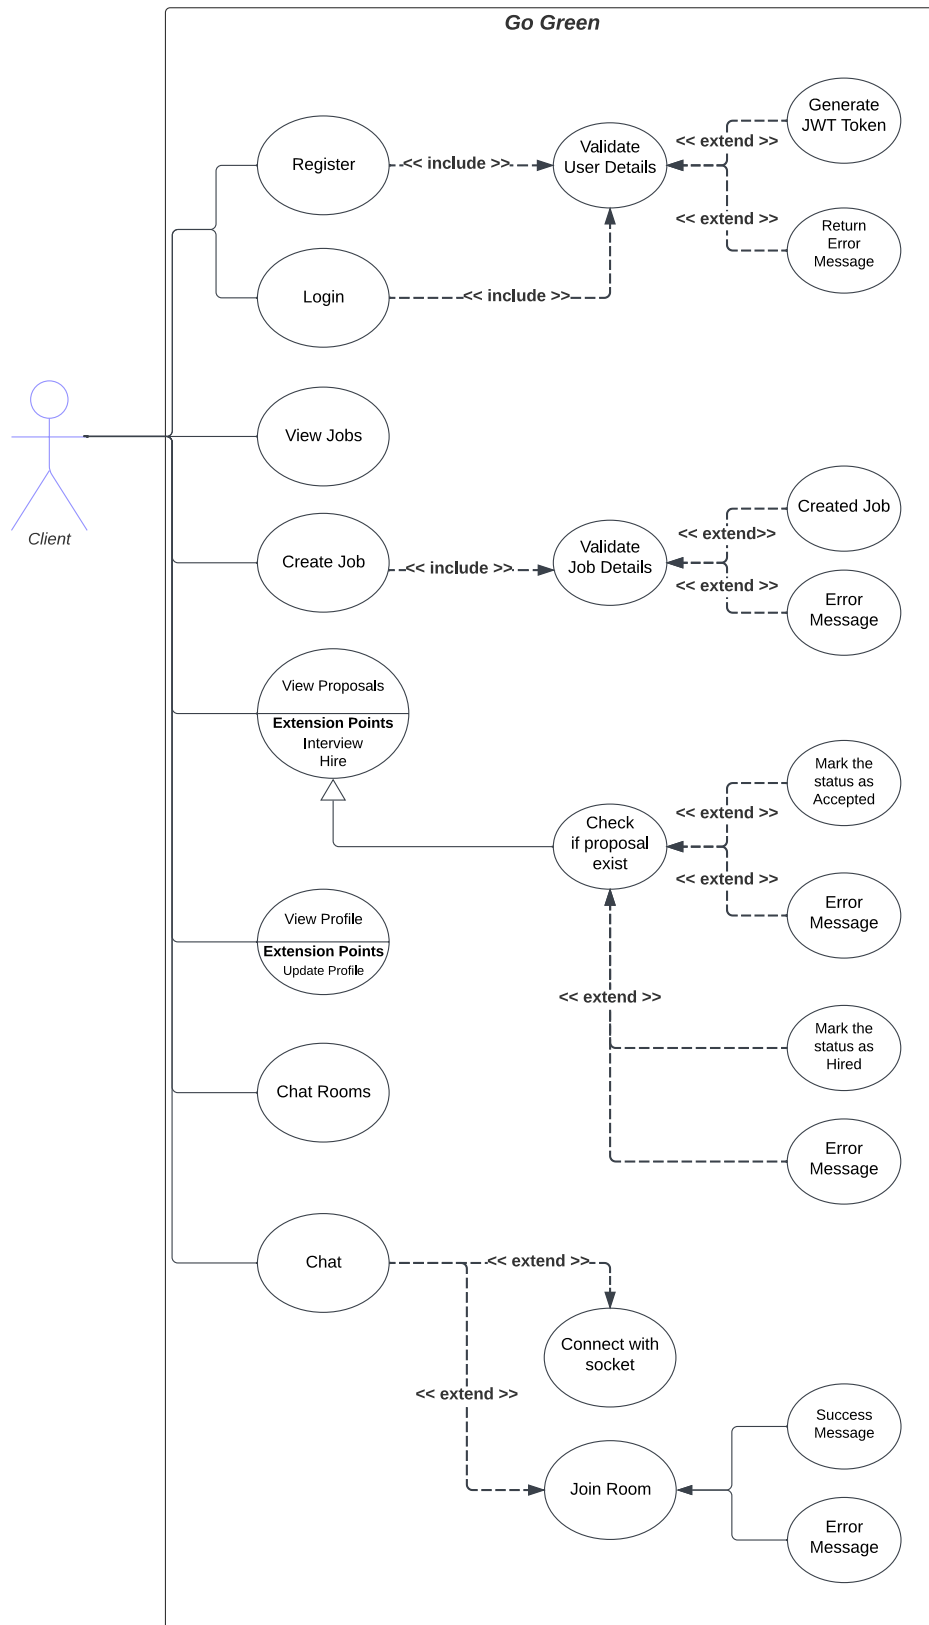 Go Green
Generate
JWT Token
<< extend >>
Validate
User Details
Register
<< include >>
<< extend >>
Return
Error
Message
Login
<< include >>
View Jobs
Client
Created Job
<< extend>>
Validate
Job Details
Create Job
<< include >>
<< extend >>
Error
Message
View Proposals
Extension Points
Interview
Hire
Mark the
status as
Accepted
<< extend >>
Check
if proposal
exist
<< extend >>
Error
Message
View Profile
Extension Points
Update Profile
<< extend >>
Mark the
status as
Hired
Chat Rooms
Error
Message
Chat
<< extend >>
Connect with
socket
<< extend >>
Success
Message
Join Room
Error
Message